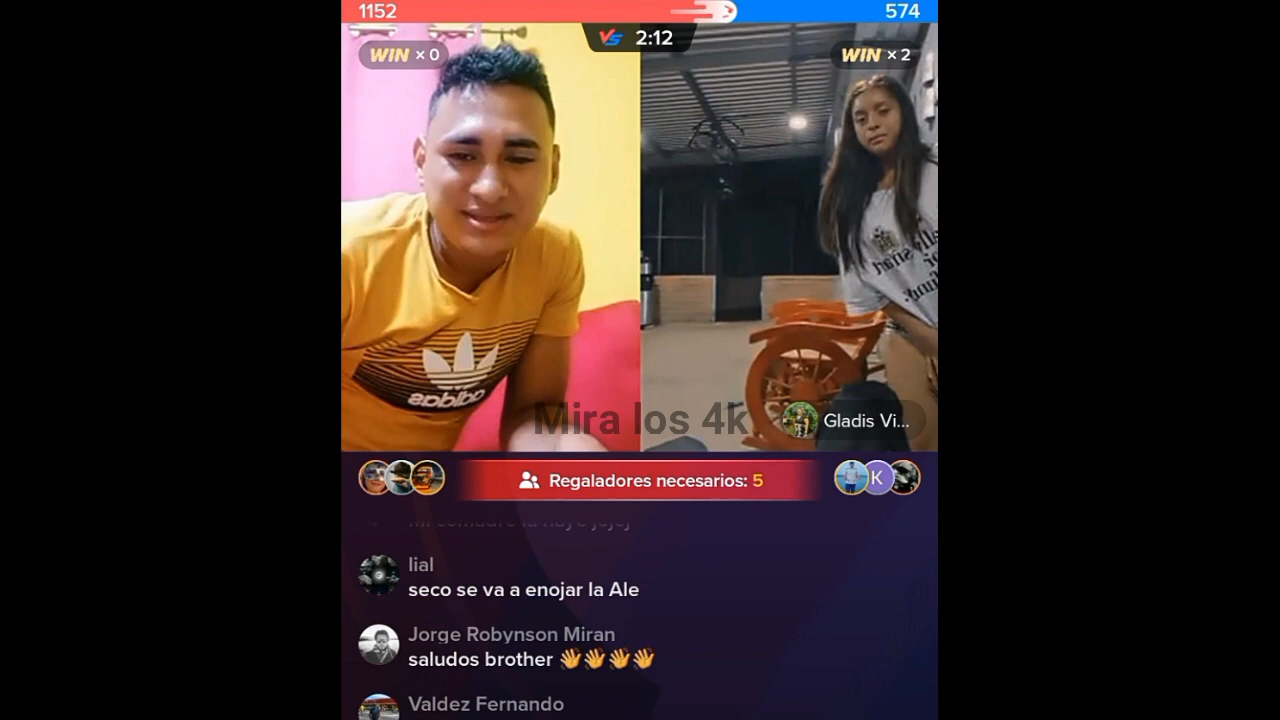 1152
574
VS 2:12
WIN × 0
WIN × 2
adidas
Mira los 4k
Gladis Vi...
K
Regaladores necesarios: 5
lial
seco se va a enojar la Ale
Jorge Robynson Miran
saludos brother 👋👋👋👋
Valdez Fernando